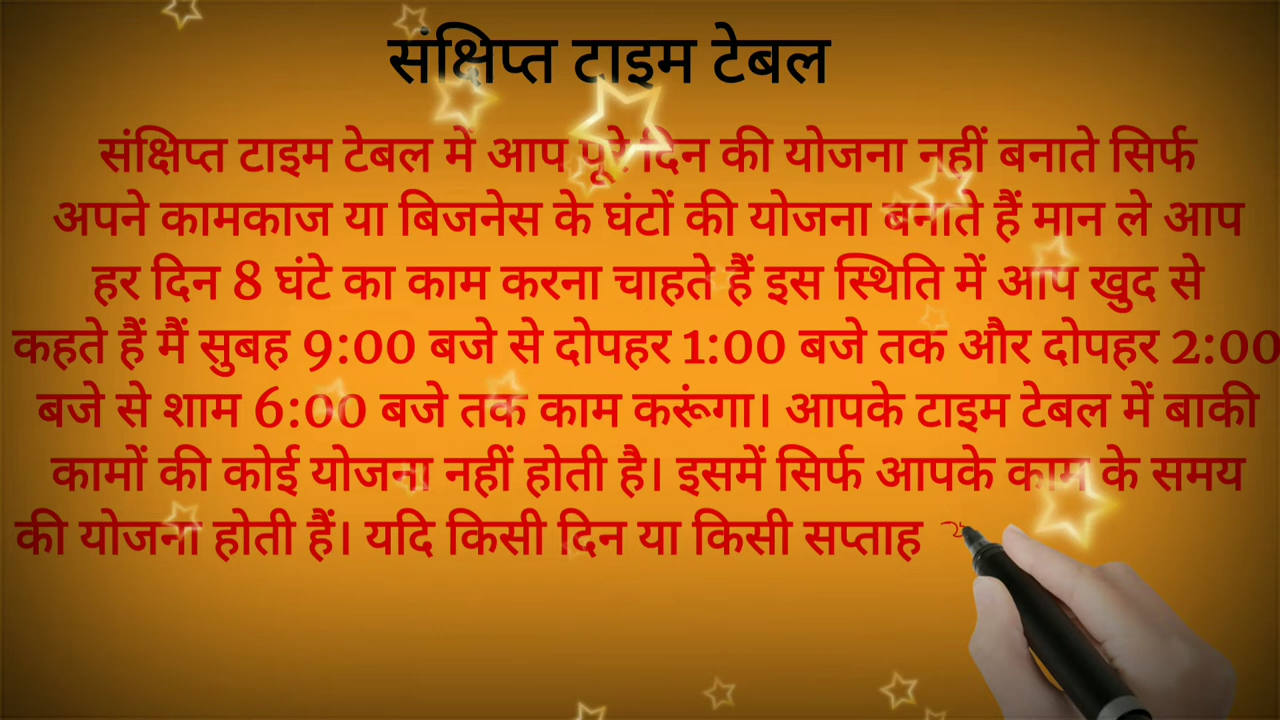 संक्षिप्त टाइम टेबल
संक्षिप्त टाइम टेबल में आप पूरे दिन की योजना नहीं बनाते सिर्फ
अपने कामकाज या बिजनेस के घंटों की योजना बनाते हैं मान ले आप
हर दिन 8 घंटे का काम करना चाहते हैं इस स्थिति में आप खुद से
कहते हैं मैं सुबह 9:00 बजे से दोपहर 1:00 बजे तक और दोपहर 2:00
बजे से शाम 6:00 बजे तक काम करूंगा। आपके टाइम टेबल में बाकी
कामों की कोई योजना नहीं होती है। इसमें सिर्फ आपके काम के समय
की योजना होती हैं। यदि किसी दिन या किसी सप्ताह